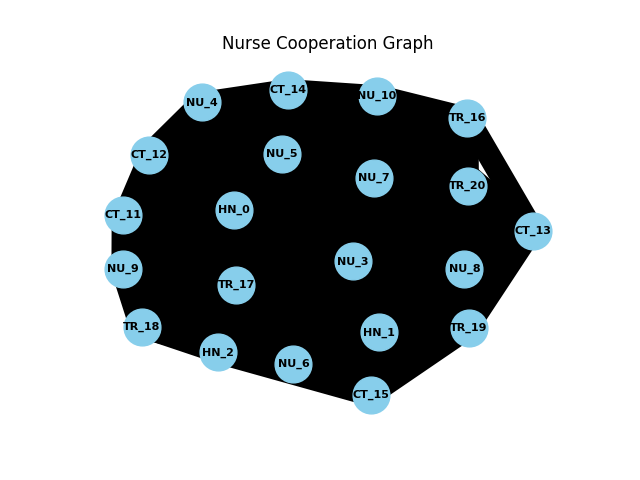 Nurse Cooperation Graph
CT_14
NU_10
NU_4
TR_16
NU_5
CT_12
NU_7
TR_20
HN_0
CT_11
CT_13
NU_3
NU_9
NU_8
TR_17
TR_18
TR_19
HN_1
HN_2
NU_6
CT_15